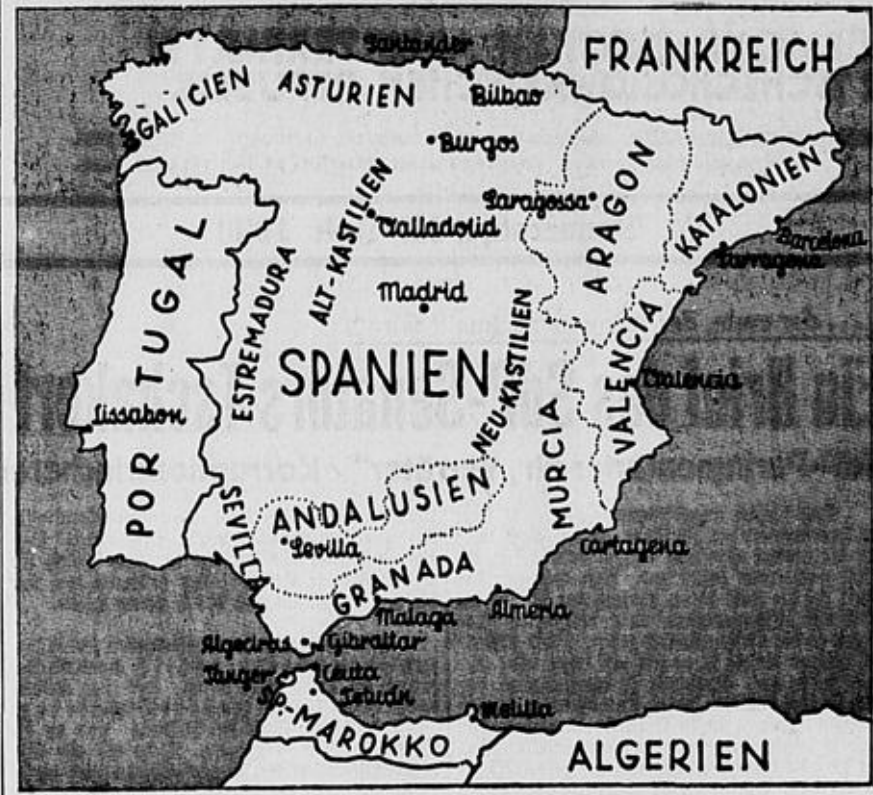 FRANKREICH
Santander
GALICIEN
ASTURIEN
Bilbao
Burgos
Saragossa
ARAGON
KATALONIEN
Valladolid
Barcelona
Tarragona
PORTUGAL
ESTREMADURA
ALT-KASTILIEN
Madrid
NEU-KASTILIEN
VALENCIA
Valencia
SPANIEN
Lissabon
MURCIA
SEVILLA
ANDALUSIEN
Sevilla
Cartagena
GRANADA
Malaga
Almeria
Algeciras
Gibraltar
Tanger
Ceuta
Tetuan
Sp.-MAROKKO
Melilla
ALGERIEN